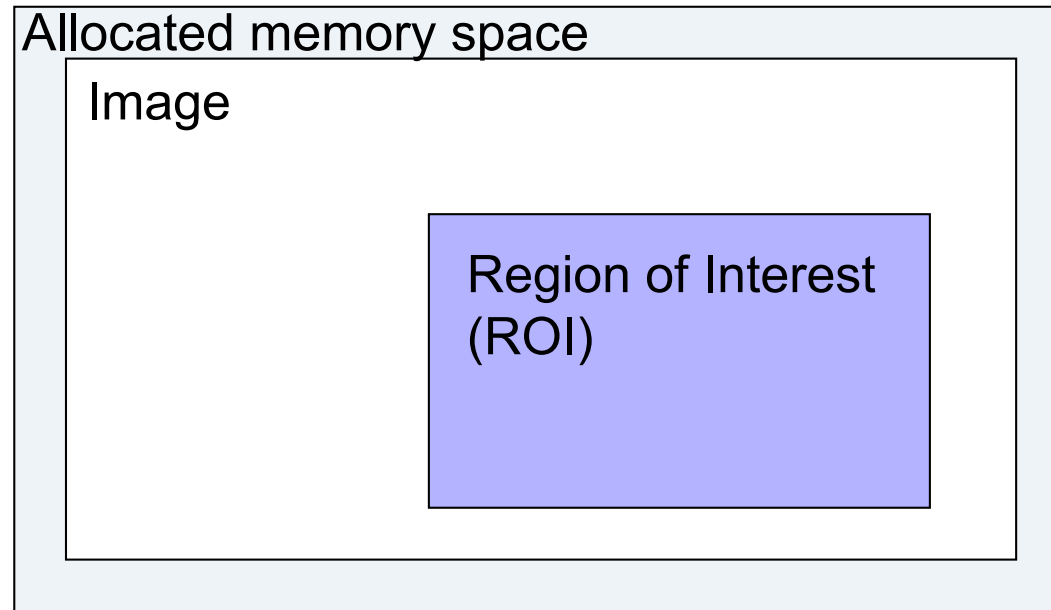 Allocated memory space
Image
Region of Interest
(ROI)